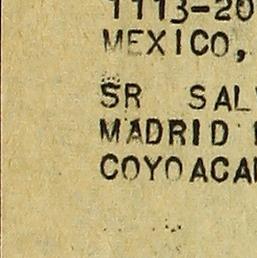 1113-20
MEXICO,
SR SAL
MADRID
COYOACA